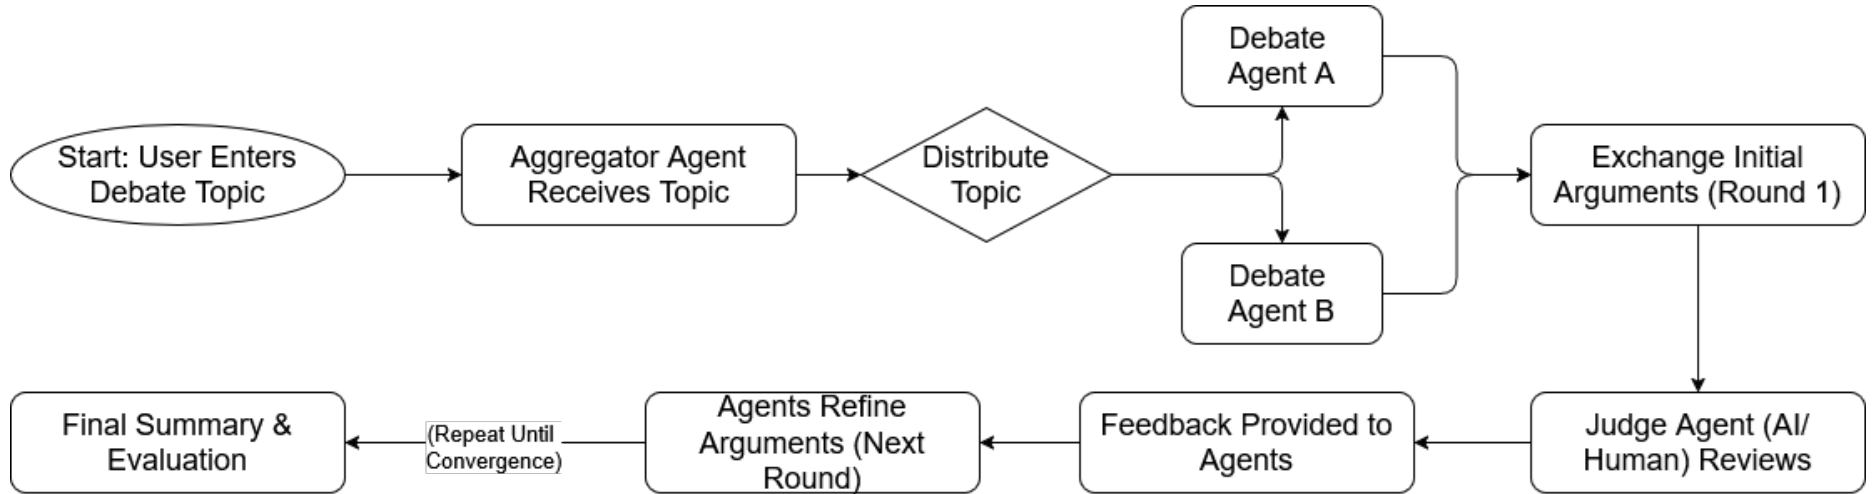 Start: User Enters
Debate Topic
Aggregator Agent
Receives Topic
Distribute
Topic
Debate
Agent A
Debate
Agent B
Exchange Initial
Arguments (Round 1)
Judge Agent (AI/
Human) Reviews
Feedback Provided to
Agents
Agents Refine
Arguments (Next
Round)
(Repeat Until
Convergence)
Final Summary &
Evaluation